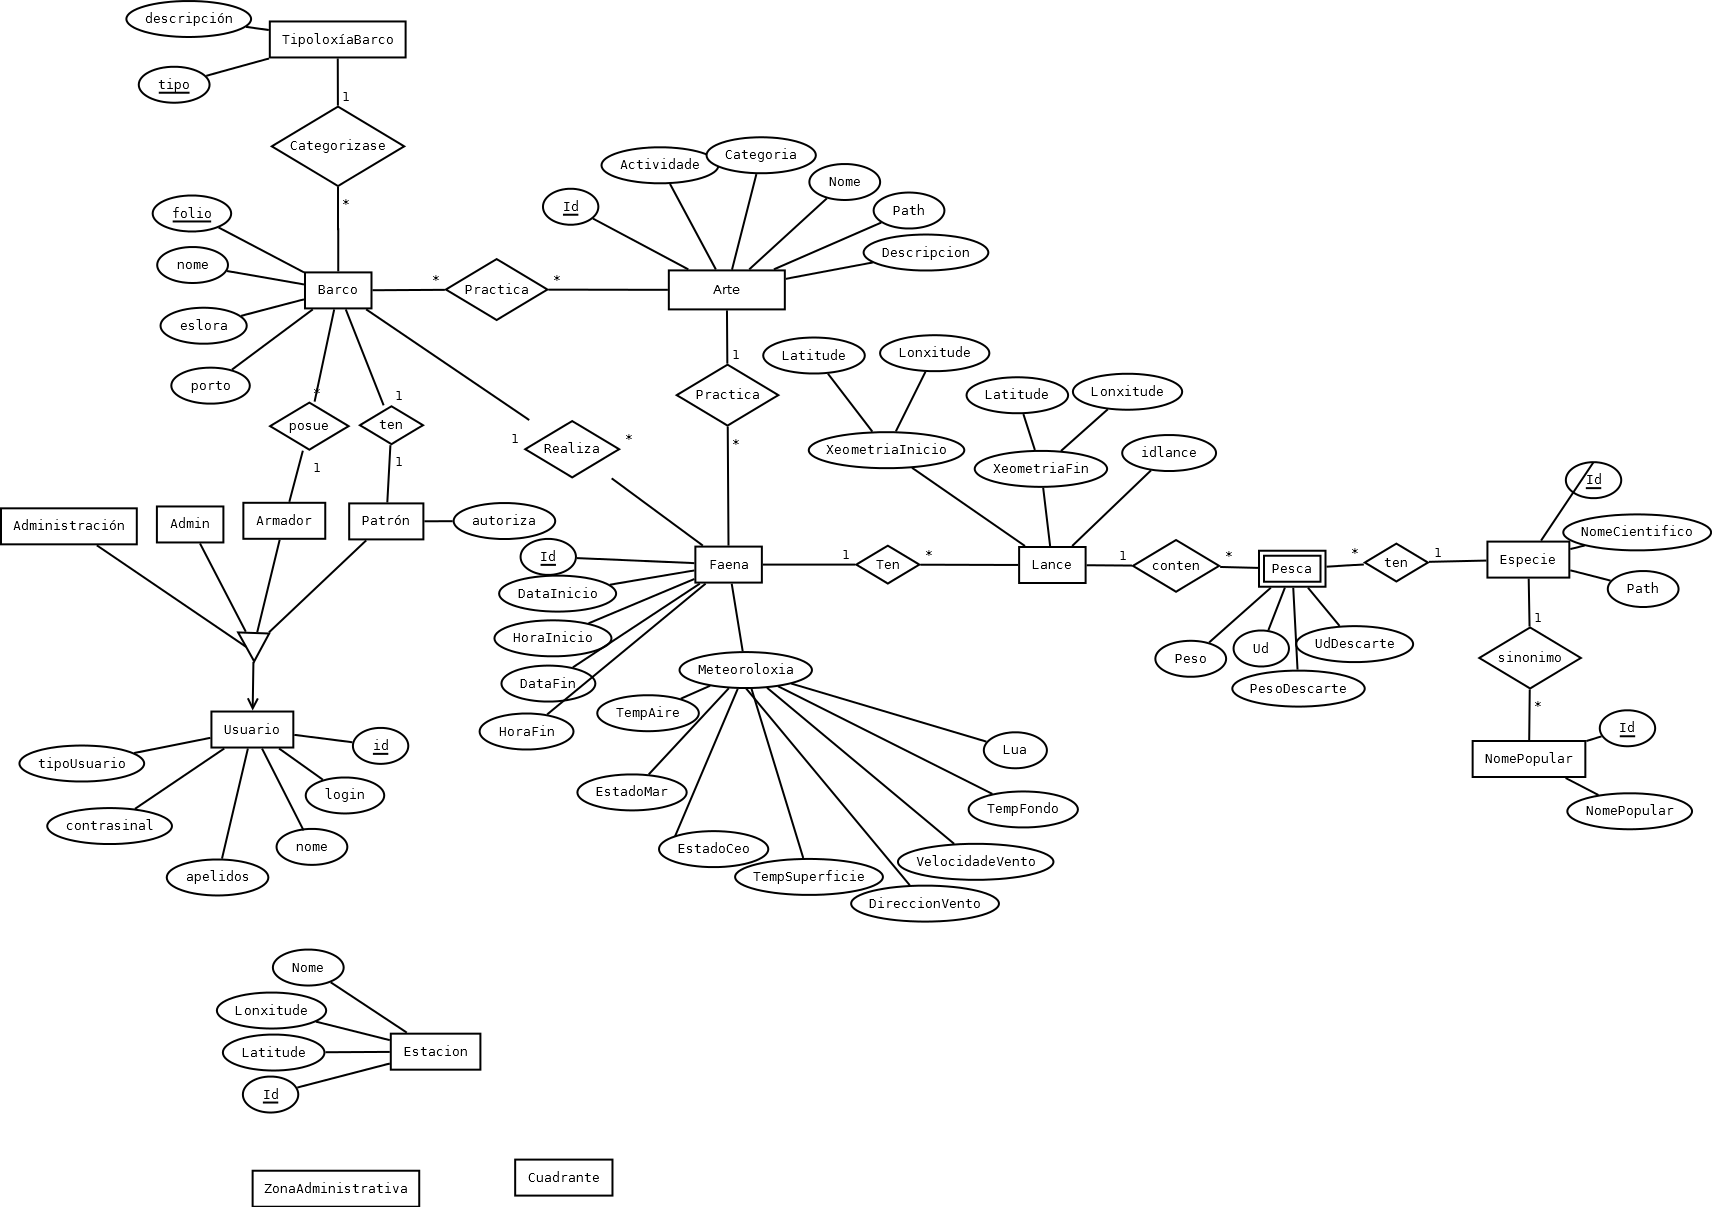 descripción
TipoloxíaBarco
tipo
1
Categorizase
*
folio
nome
eslora
porto
Barco
*
Practica
*
Id
Actividade
Categoria
Nome
Path
Descripcion
Arte
1
Practica
*
Latitude
Lonxitude
XeometriaInicio
Latitude
Lonxitude
XeometriaFin
idlance
*
posue
1
1
ten
1
1
Realiza
*
Administración
Admin
Armador
Patrón
autoriza
Id
DataInicio
HoraInicio
DataFin
HoraFin
Faena
1
Ten
*
Lance
1
conten
*
Pesca
*
ten
1
Especie
Id
NomeCientifico
Path
Peso
Ud
UdDescarte
PesoDescarte
1
sinonimo
*
NomePopular
Id
NomePopular
Meteoroloxia
TempAire
EstadoMar
EstadoCeo
TempSuperficie
DireccionVento
VelocidadeVento
TempFondo
Lua
Usuario
tipoUsuario
contrasinal
apelidos
nome
login
id
Nome
Lonxitude
Latitude
Id
Estacion
ZonaAdministrativa
Cuadrante